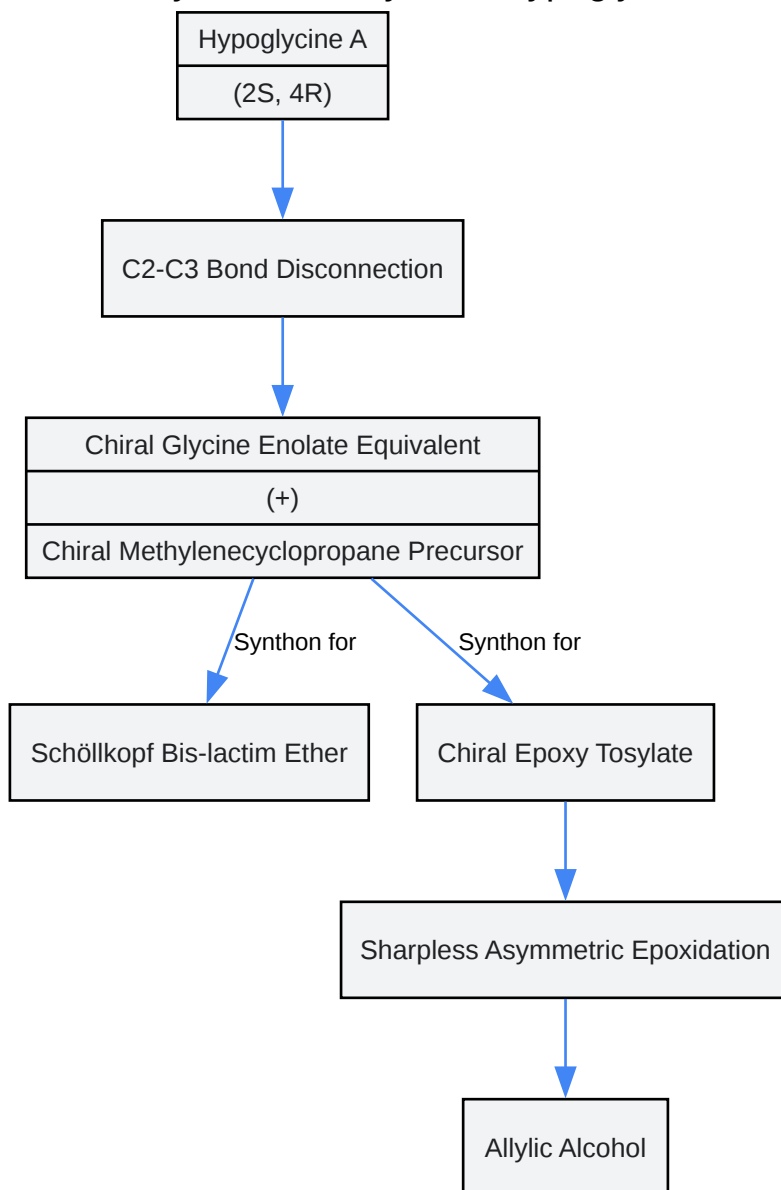 Hypoglycine A
(2S, 4R)
C2-C3 Bond Disconnection
Chiral Glycine Enolate Equivalent
(+)
Chiral Methylenecyclopropane Precursor
Synthon for
Synthon for
Schöllkopf Bis-lactim Ether
Chiral Epoxy Tosylate
Sharpless Asymmetric Epoxidation
Allylic Alcohol